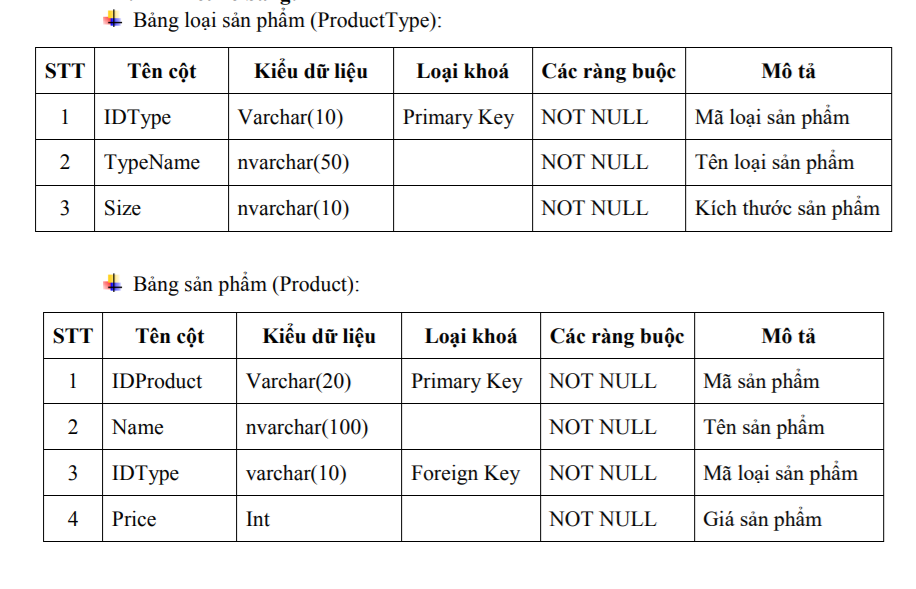 Bảng loại sản phẩm (ProductType):
STT Tên cột Kiểu dữ liệu Loại khoá Các ràng buộc Mô tả
1 IDType Varchar(10) Primary Key NOT NULL Mã loại sản phẩm
2 TypeName nvarchar(50) NOT NULL Tên loại sản phẩm
3 Size nvarchar(10) NOT NULL Kích thước sản phẩm
Bảng sản phẩm (Product):
STT Tên cột Kiểu dữ liệu Loại khoá Các ràng buộc Mô tả
1 IDProduct Varchar(20) Primary Key NOT NULL Mã sản phẩm
2 Name nvarchar(100) NOT NULL Tên sản phẩm
3 IDType varchar(10) Foreign Key NOT NULL Mã loại sản phẩm
4 Price Int NOT NULL Giá sản phẩm